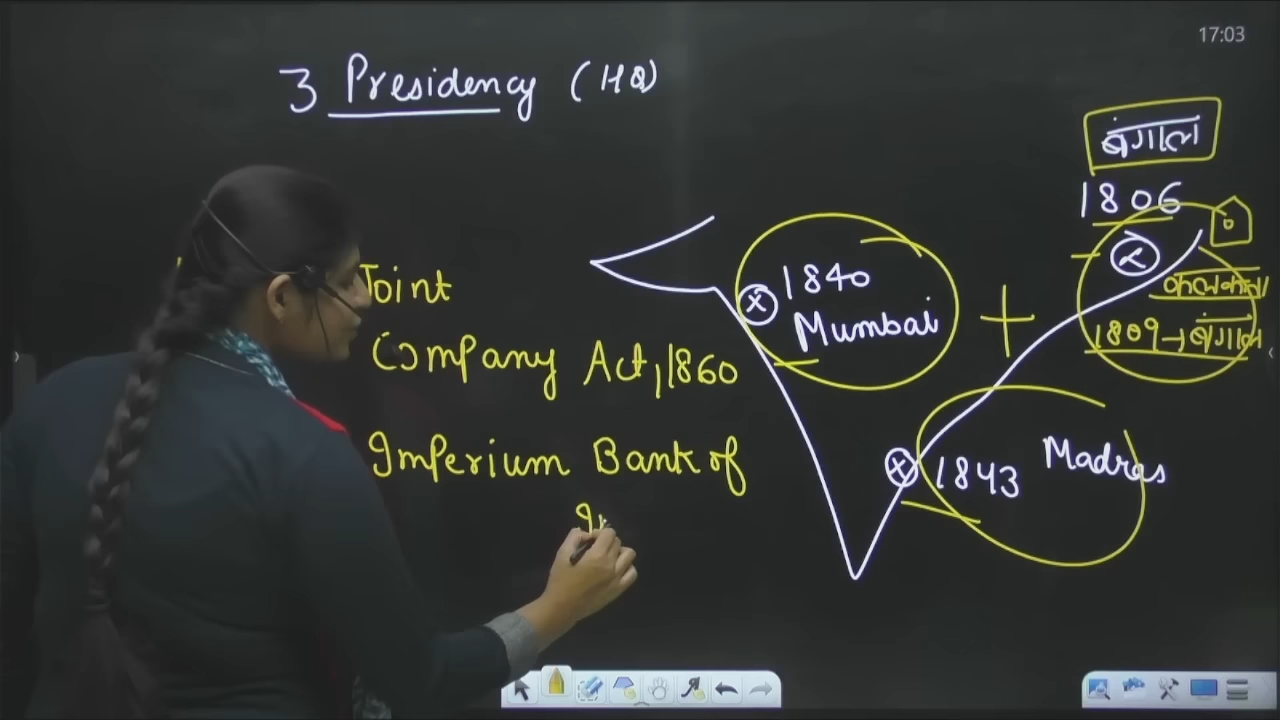 17:03
3 Presidency (HQ)
बंगाल
1806
कलकत्ता
1809→बंगाल
1840
Mumbai
+
Joint
Company Act, 1860
Imperium Bank of
In
1843 Madras